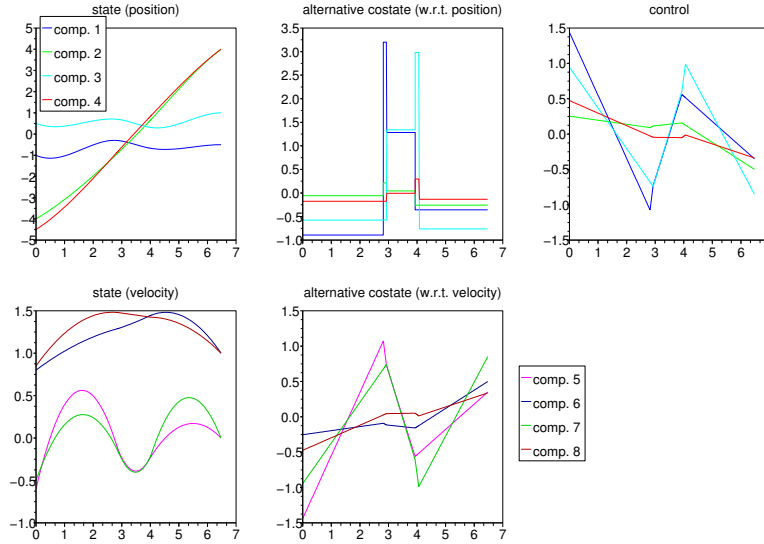 state (position)
alternative costate (w.r.t. position)
control
5
4
3
2
1
0
−1
−2
−3
−4
−5
comp. 1
comp. 2
comp. 3
comp. 4
0 1 2 3 4 5 6 7
3.5
3.0
2.5
2.0
1.5
1.0
0.5
0.0
−0.5
−1.0
0 1 2 3 4 5 6 7
1.5
1.0
0.5
0.0
−0.5
−1.0
−1.5
0 1 2 3 4 5 6
state (velocity)
alternative costate (w.r.t. velocity)
1.5
1.0
0.5
0.0
−0.5
−1.0
0 1 2 3 4 5 6 7
1.5
1.0
0.5
0.0
−0.5
−1.0
−1.5
0 1 2 3 4 5 6 7
comp. 5
comp. 6
comp. 7
comp. 8